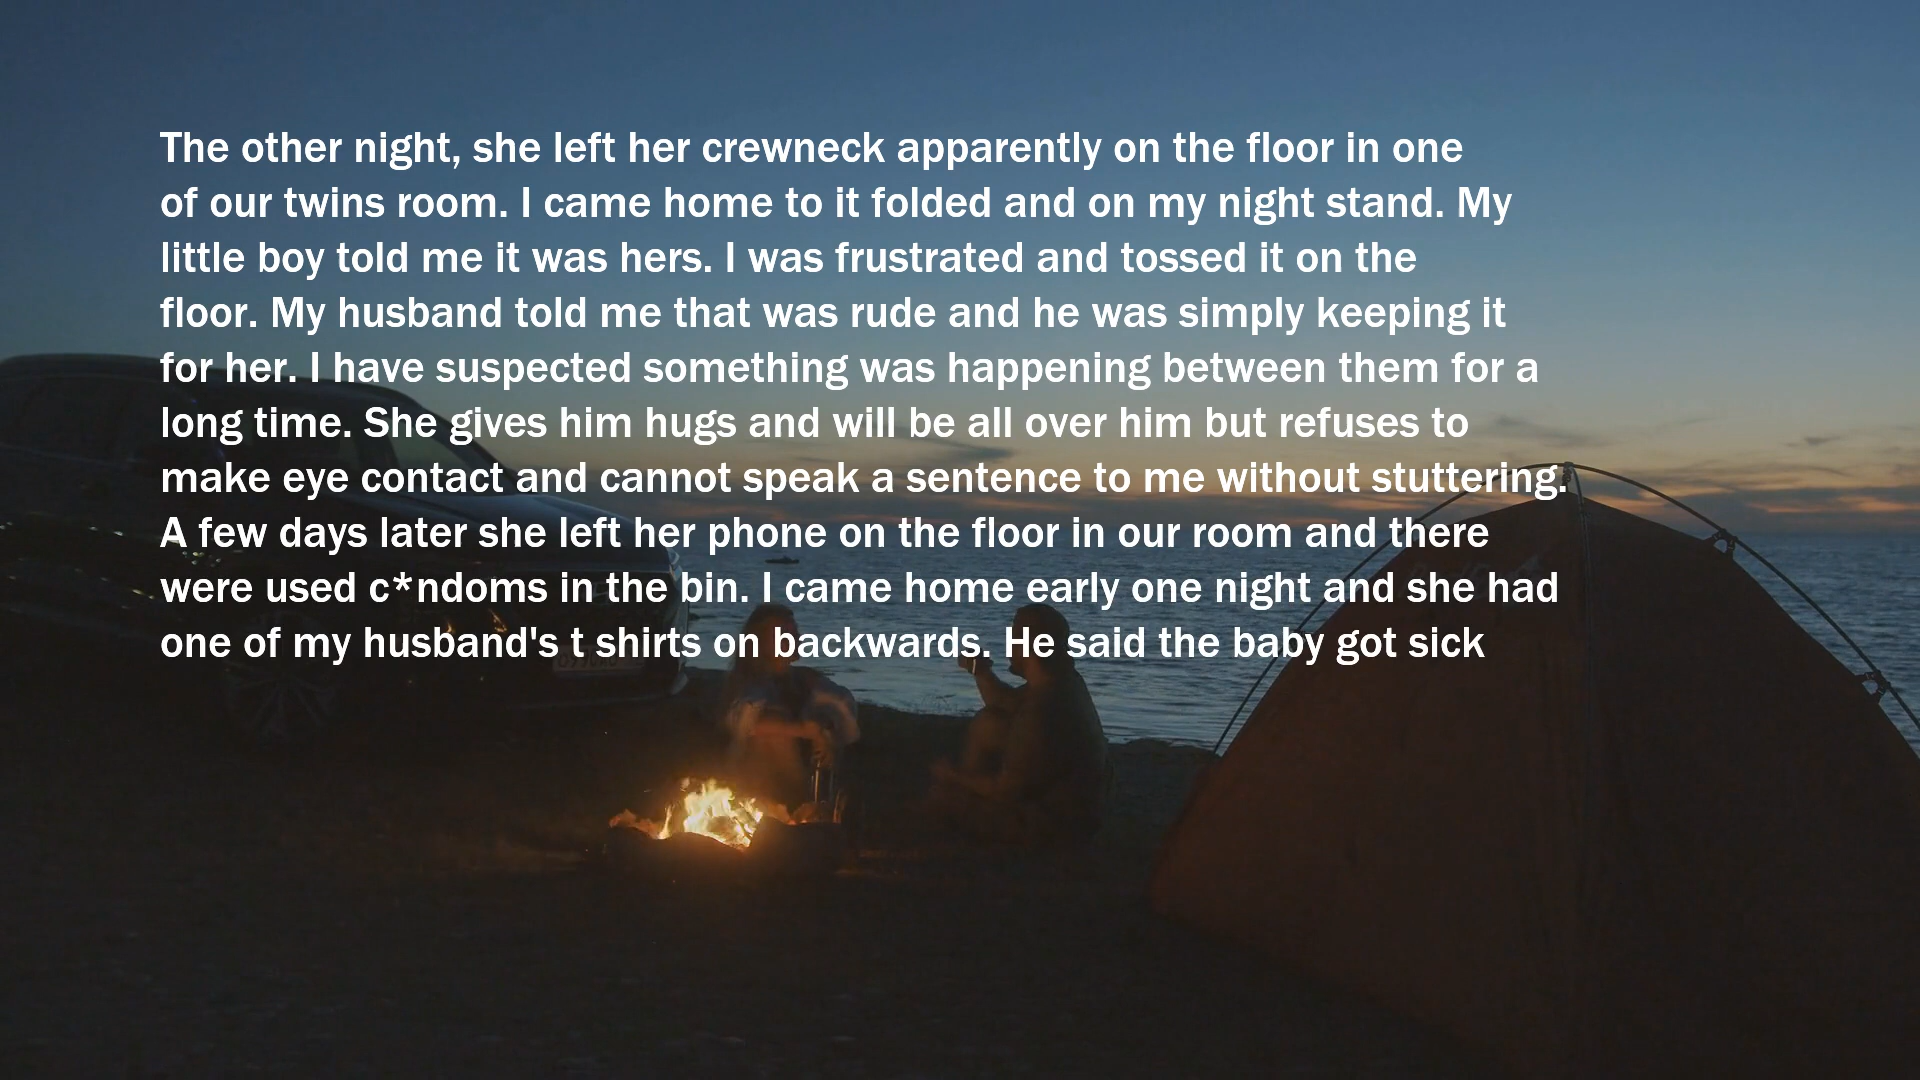 The other night, she left her crewneck apparently on the floor in one
of our twins room. I came home to it folded and on my night stand. My
little boy told me it was hers. I was frustrated and tossed it on the
floor. My husband told me that was rude and he was simply keeping it
for her. I have suspected something was happening between them for a
long time. She gives him hugs and will be all over him but refuses to
make eye contact and cannot speak a sentence to me without stuttering.
A few days later she left her phone on the floor in our room and there
were used c*ndoms in the bin. I came home early one night and she had
one of my husband's t shirts on backwards. He said the baby got sick